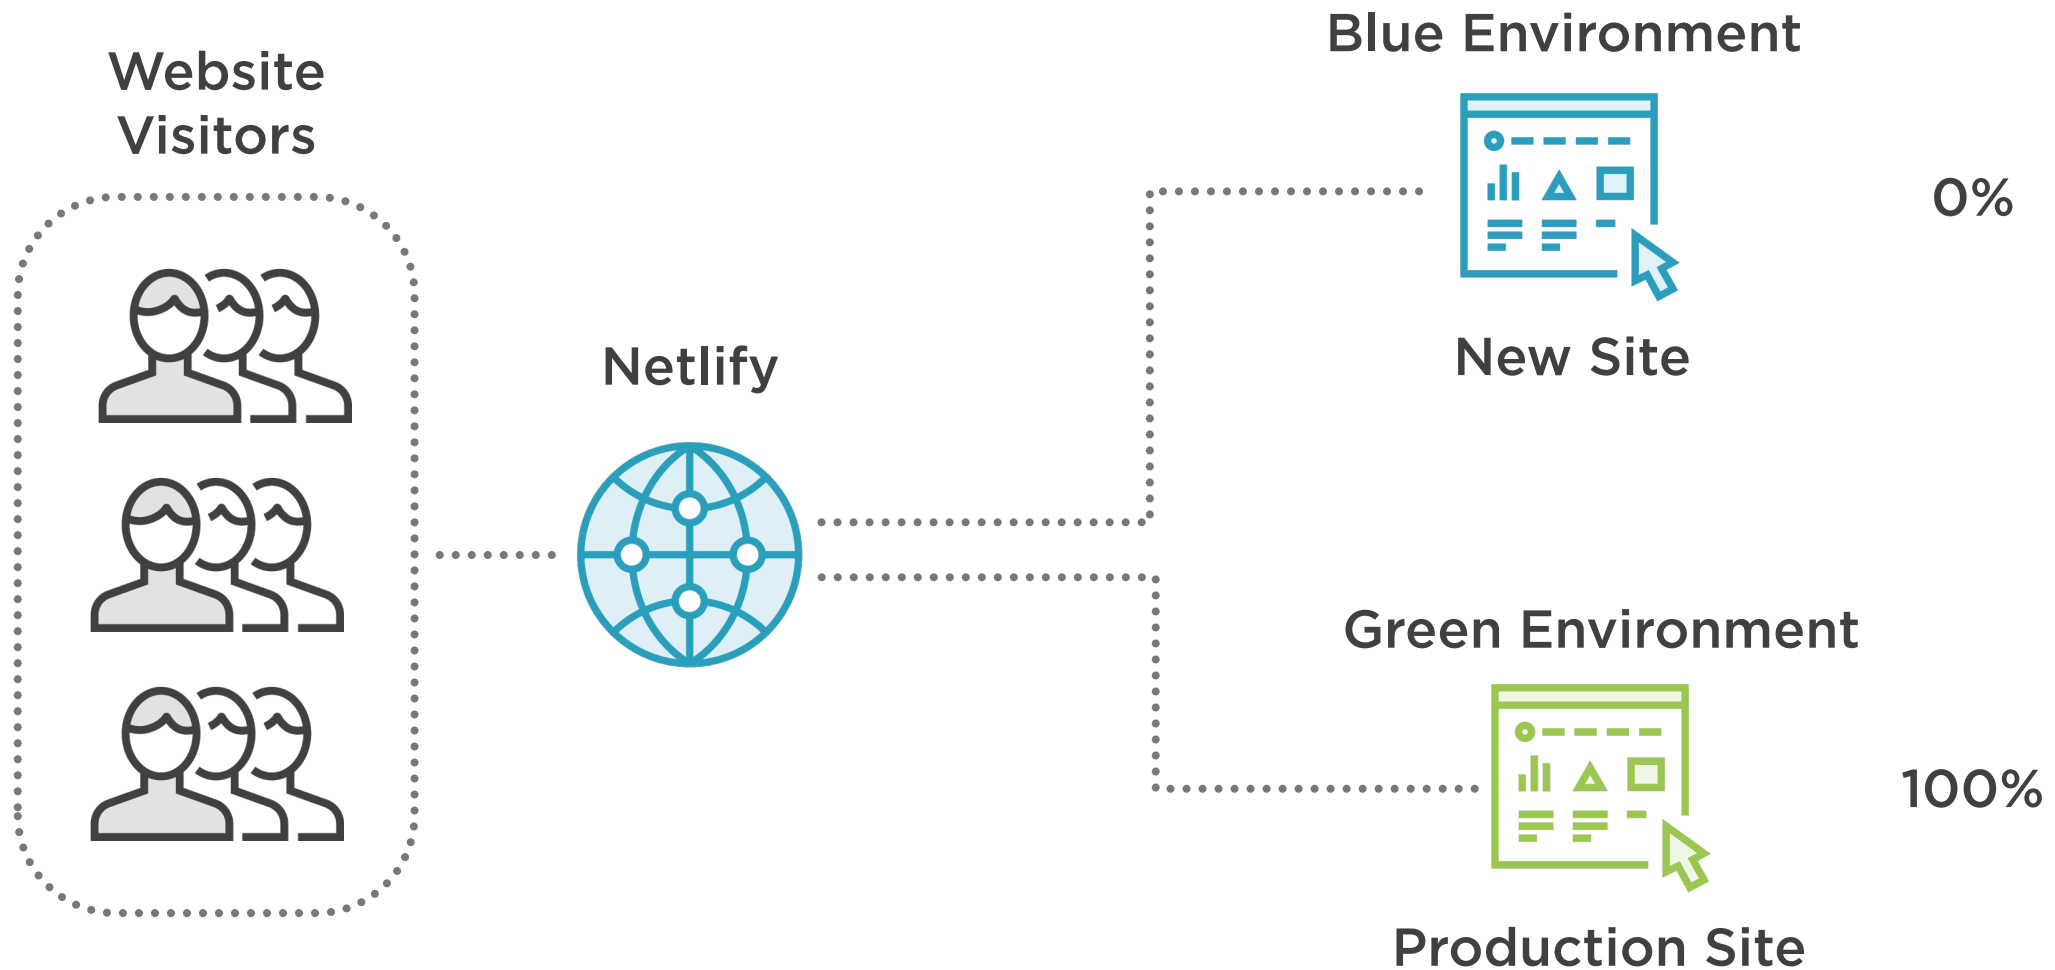 Website
Visitors
Netlify
Blue Environment
0%
New Site
Green Environment
100%
Production Site